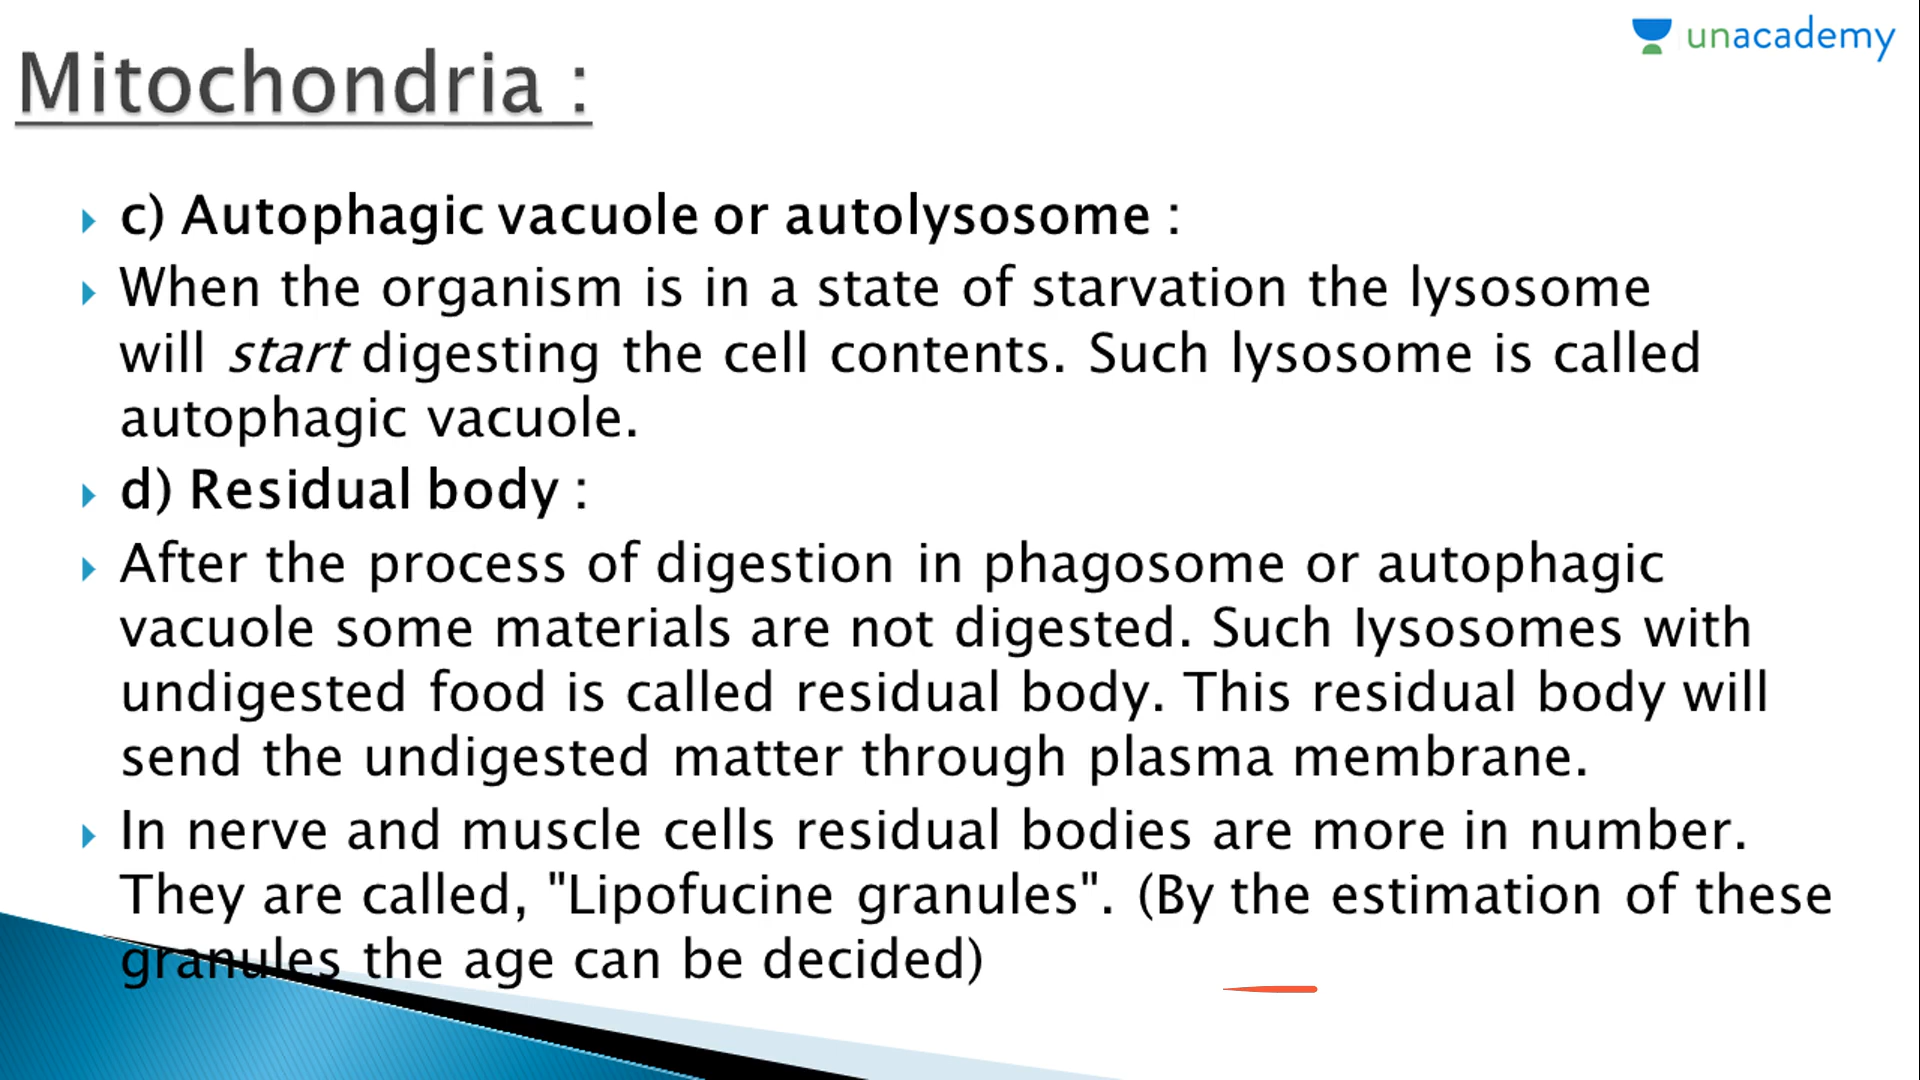 unacademy
Mitochondria :
c) Autophagic vacuole or autolysosome :
When the organism is in a state of starvation the lysosome
will start digesting the cell contents. Such lysosome is called
autophagic vacuole.
d) Residual body :
After the process of digestion in phagosome or autophagic
vacuole some materials are not digested. Such lysosomes with
undigested food is called residual body. This residual body will
send the undigested matter through plasma membrane.
In nerve and muscle cells residual bodies are more in number.
They are called, "Lipofucine granules". (By the estimation of these
granules the age can be decided)